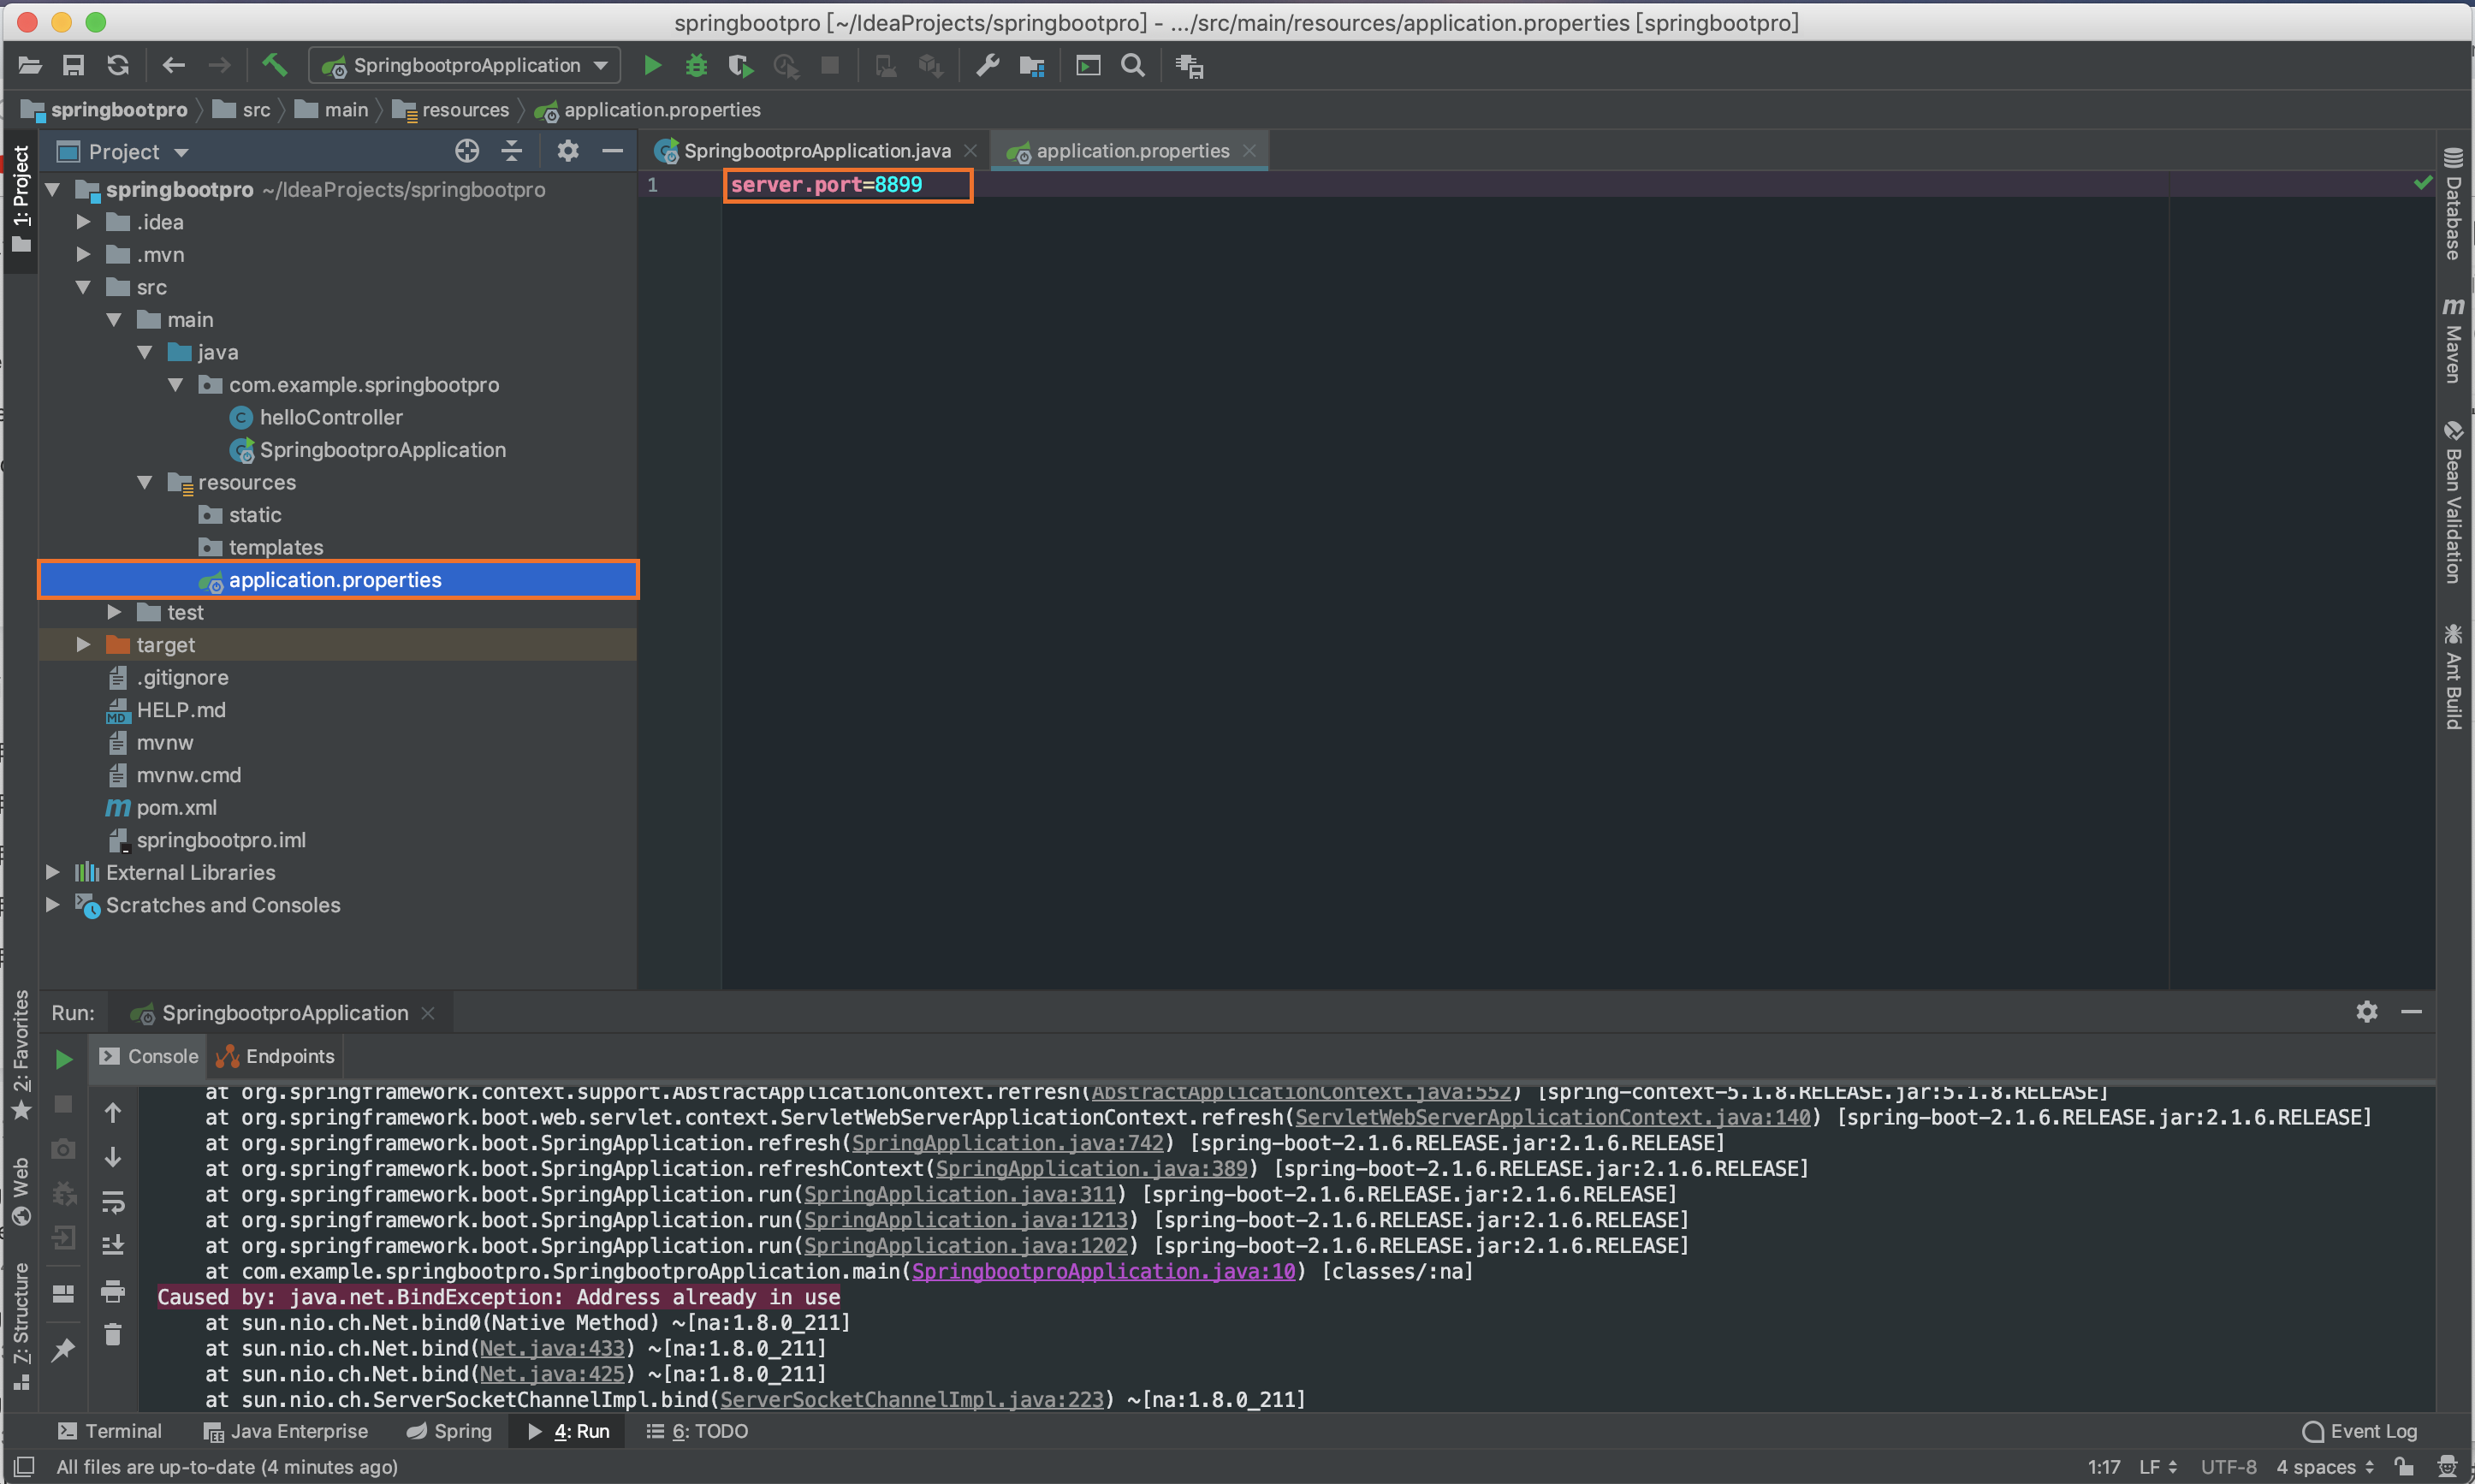 springbootpro [~/IdeaProjects/springbootpro] - .../src/main/resources/application.properties [springbootpro]
SpringbootproApplication
springbootpro src main resources application.properties
1: Project
Project
springbootpro ~/IdeaProjects/springbootpro
.idea
.mvn
src
main
java
com.example.springbootpro
helloController
SpringbootproApplication
resources
static
templates
application.properties
test
target
.gitignore
HELP.md
mvnw
mvnw.cmd
pom.xml
springbootpro.iml
External Libraries
Scratches and Consoles
SpringbootproApplication.java application.properties
1 server.port=8899
Database
Maven
Bean Validation
Ant Build
2: Favorites
Web
7: Structure
Run: SpringbootproApplication
Console Endpoints
at org.springframework.context.support.AbstractApplicationContext.refresh(AbstractApplicationContext.java:552) [spring-context-5.1.8.RELEASE.jar:5.1.8.RELEASE]
at org.springframework.boot.web.servlet.context.ServletWebServerApplicationContext.refresh(ServletWebServerApplicationContext.java:140) [spring-boot-2.1.6.RELEASE.jar:2.1.6.RELEASE]
at org.springframework.boot.SpringApplication.refresh(SpringApplication.java:742) [spring-boot-2.1.6.RELEASE.jar:2.1.6.RELEASE]
at org.springframework.boot.SpringApplication.refreshContext(SpringApplication.java:389) [spring-boot-2.1.6.RELEASE.jar:2.1.6.RELEASE]
at org.springframework.boot.SpringApplication.run(SpringApplication.java:311) [spring-boot-2.1.6.RELEASE.jar:2.1.6.RELEASE]
at org.springframework.boot.SpringApplication.run(SpringApplication.java:1213) [spring-boot-2.1.6.RELEASE.jar:2.1.6.RELEASE]
at org.springframework.boot.SpringApplication.run(SpringApplication.java:1202) [spring-boot-2.1.6.RELEASE.jar:2.1.6.RELEASE]
at com.example.springbootpro.SpringbootproApplication.main(SpringbootproApplication.java:10) [classes/:na]
Caused by: java.net.BindException: Address already in use
at sun.nio.ch.Net.bind0(Native Method) ~[na:1.8.0_211]
at sun.nio.ch.Net.bind(Net.java:433) ~[na:1.8.0_211]
at sun.nio.ch.Net.bind(Net.java:425) ~[na:1.8.0_211]
at sun.nio.ch.ServerSocketChannelImpl.bind(ServerSocketChannelImpl.java:223) ~[na:1.8.0_211]
Terminal Java Enterprise Spring 4: Run 6: TODO Event Log
All files are up-to-date (4 minutes ago) 1:17 LF UTF-8 4 spaces